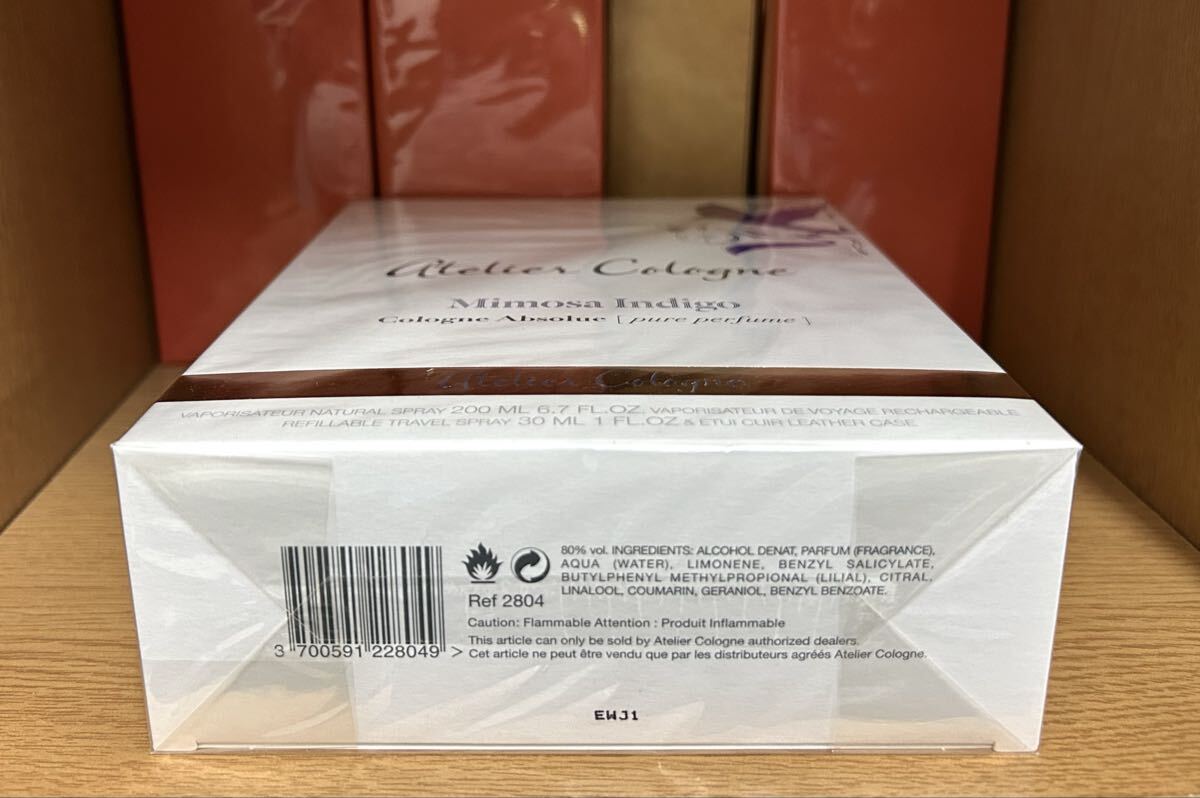 Atelier Cologne
Mimosa Indigo
Cologne Absolue [ pure perfume ]
Atelier Cologne
VAPORISATEUR NATURAL SPRAY 200 ML 6.7 FL.OZ, VAPORISATEUR DE VOYAGE RECHARGEABLE
REFILLABLE TRAVEL SPRAY 30 ML 1 FL.OZ & ETUI CUIR LEATHER CASE
80% vol. INGREDIENTS: ALCOHOL DENAT, PARFUM (FRAGRANCE),
AQUA (WATER), LIMONENE, BENZYL SALICYLATE,
BUTYLPHENYL METHYLPROPIONAL (LILIAL), CITRAL,
LINALOOL, COUMARIN, GERANIOL, BENZYL BENZOATE.
Ref 2804
Caution: Flammable Attention : Produit Inflammable
This article can only be sold by Atelier Cologne authorized dealers.
Cet article ne peut être vendu que par les distributeurs agréés Atelier Cologne.
3 700591 228049 >
EWJ1